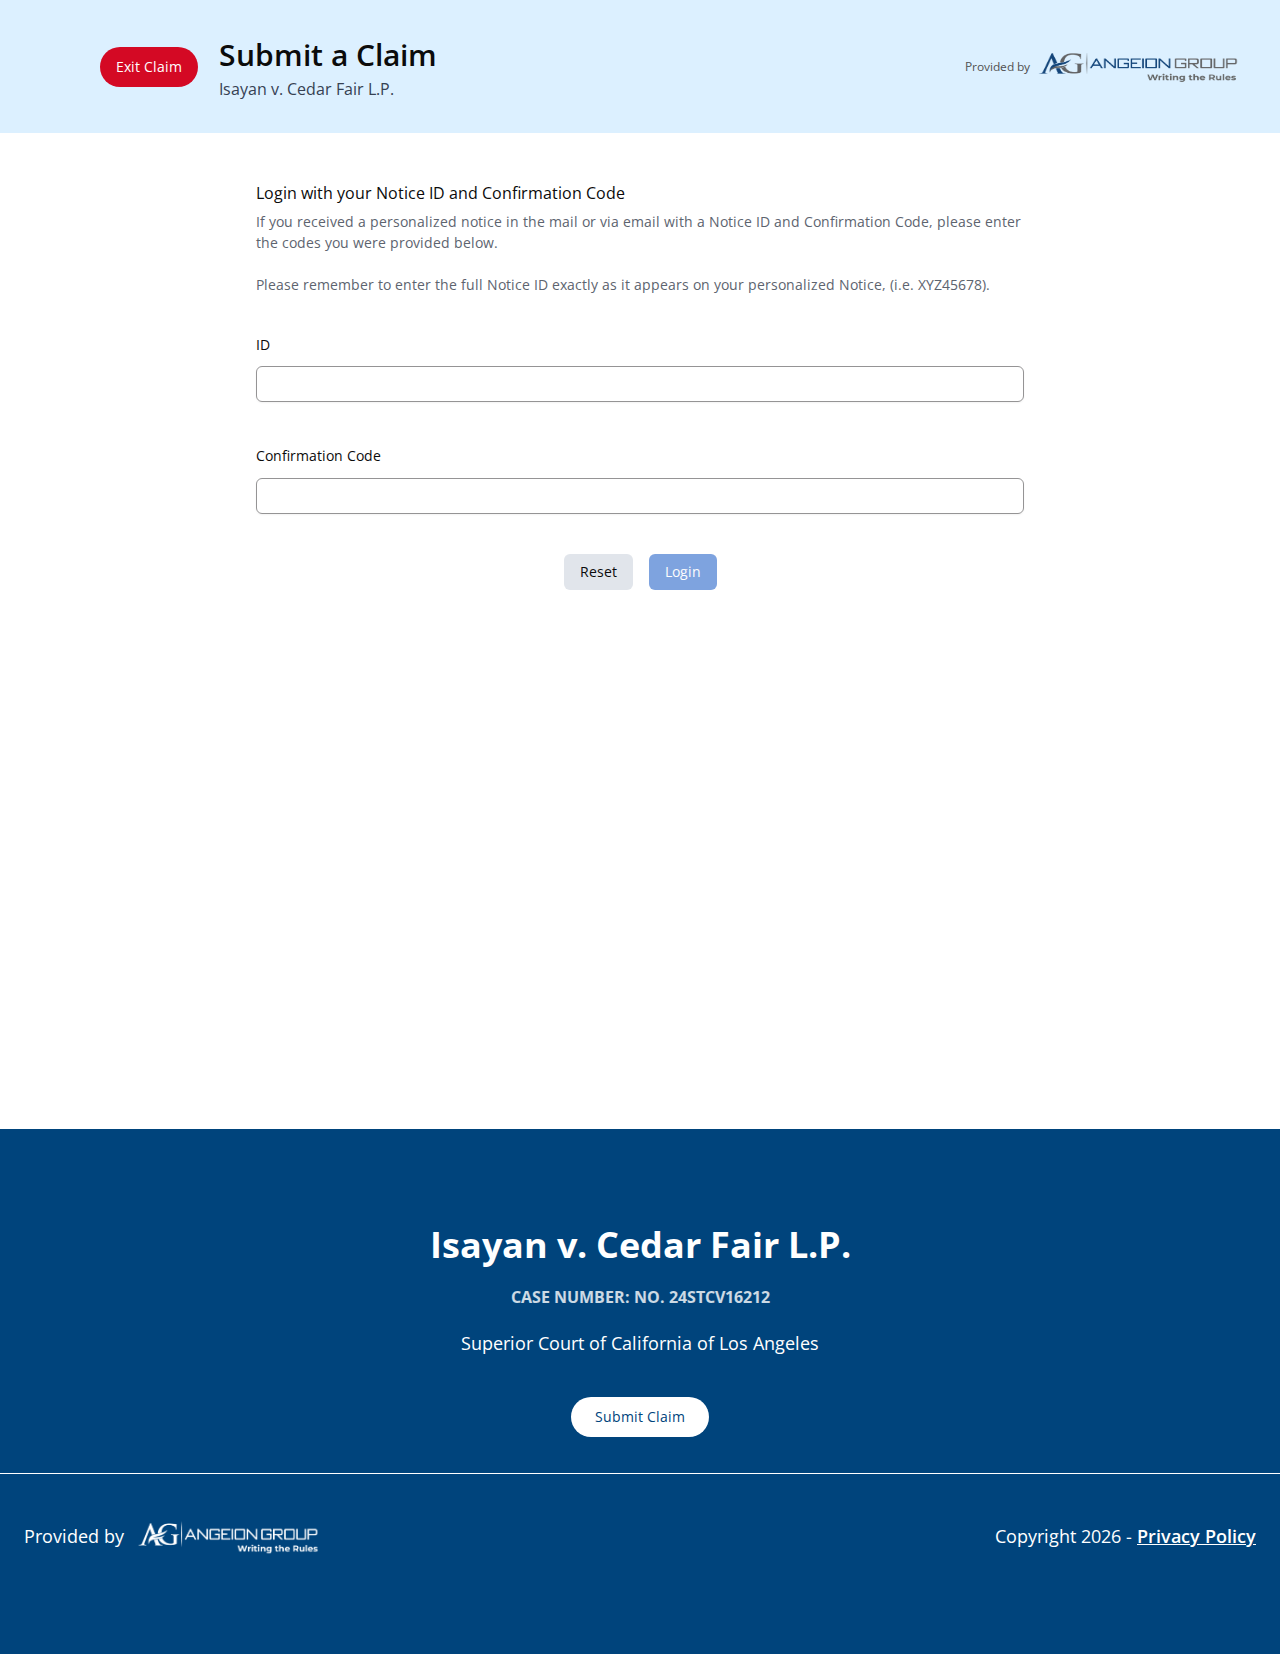 Exit Claim
Submit a Claim
Isayan v. Cedar Fair L.P.
Provided by
AG ANGEION GROUP
Writing the Rules
Login with your Notice ID and Confirmation Code
If you received a personalized notice in the mail or via email with a Notice ID and Confirmation Code, please enter
the codes you were provided below.
Please remember to enter the full Notice ID exactly as it appears on your personalized Notice, (i.e. XYZ45678).
ID
Confirmation Code
Reset
Login
Isayan v. Cedar Fair L.P.
CASE NUMBER: NO. 24STCV16212
Superior Court of California of Los Angeles
Submit Claim
Provided by
AG ANGEION GROUP
Writing the Rules
Copyright 2026 - Privacy Policy